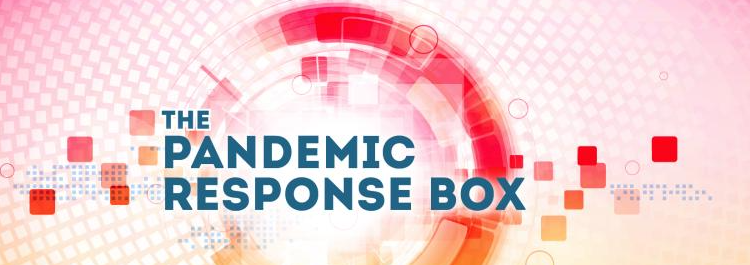 THE
PANDEMIC
RESPONSE BOX